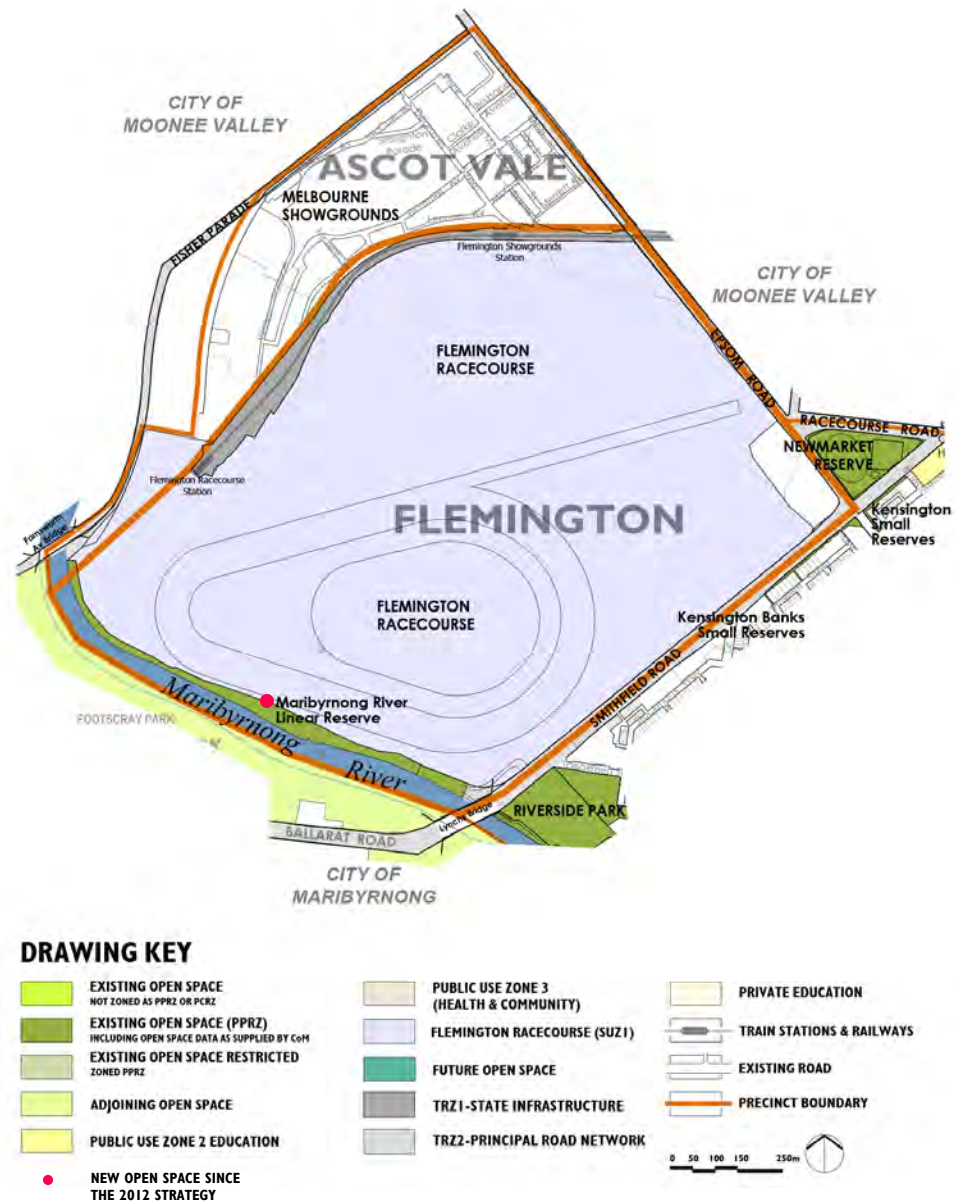 CITY OF
MOONEE VALLEY
ASCOT VALE
MELBOURNE
SHOWGROUNDS
FISHER PARADE
Flemington Showgrounds
Station
CITY OF
MOONEE VALLEY
FLEMINGTON
RACECOURSE
EPSOM ROAD
RACECOURSE ROAD
NEWMARKET
RESERVE
Flemington Racecourse
Station
FLEMINGTON
Kensington
Small
Reserves
Farnsworth
Av Bridge
FLEMINGTON
RACECOURSE
Kensington Banks
Small Reserves
SMITHFIELD ROAD
Maribyrnong River
Linear Reserve
FOOTSCRAY PARK
Maribyrnong
River
RIVERSIDE PARK
Lynchs Bridge
BALLARAT ROAD
CITY OF
MARIBYRNONG
DRAWING KEY
EXISTING OPEN SPACE
NOT ZONED AS PPRZ OR PCRZ
EXISTING OPEN SPACE (PPRZ)
INCLUDING OPEN SPACE DATA AS SUPPLIED BY CoM
EXISTING OPEN SPACE RESTRICTED
ZONED PPRZ
ADJOINING OPEN SPACE
PUBLIC USE ZONE 2 EDUCATION
NEW OPEN SPACE SINCE
THE 2012 STRATEGY
PUBLIC USE ZONE 3
(HEALTH & COMMUNITY)
FLEMINGTON RACECOURSE (SUZ1)
FUTURE OPEN SPACE
TRZ1-STATE INFRASTRUCTURE
TRZ2-PRINCIPAL ROAD NETWORK
PRIVATE EDUCATION
TRAIN STATIONS & RAILWAYS
EXISTING ROAD
PRECINCT BOUNDARY
0 50 100 150 250m